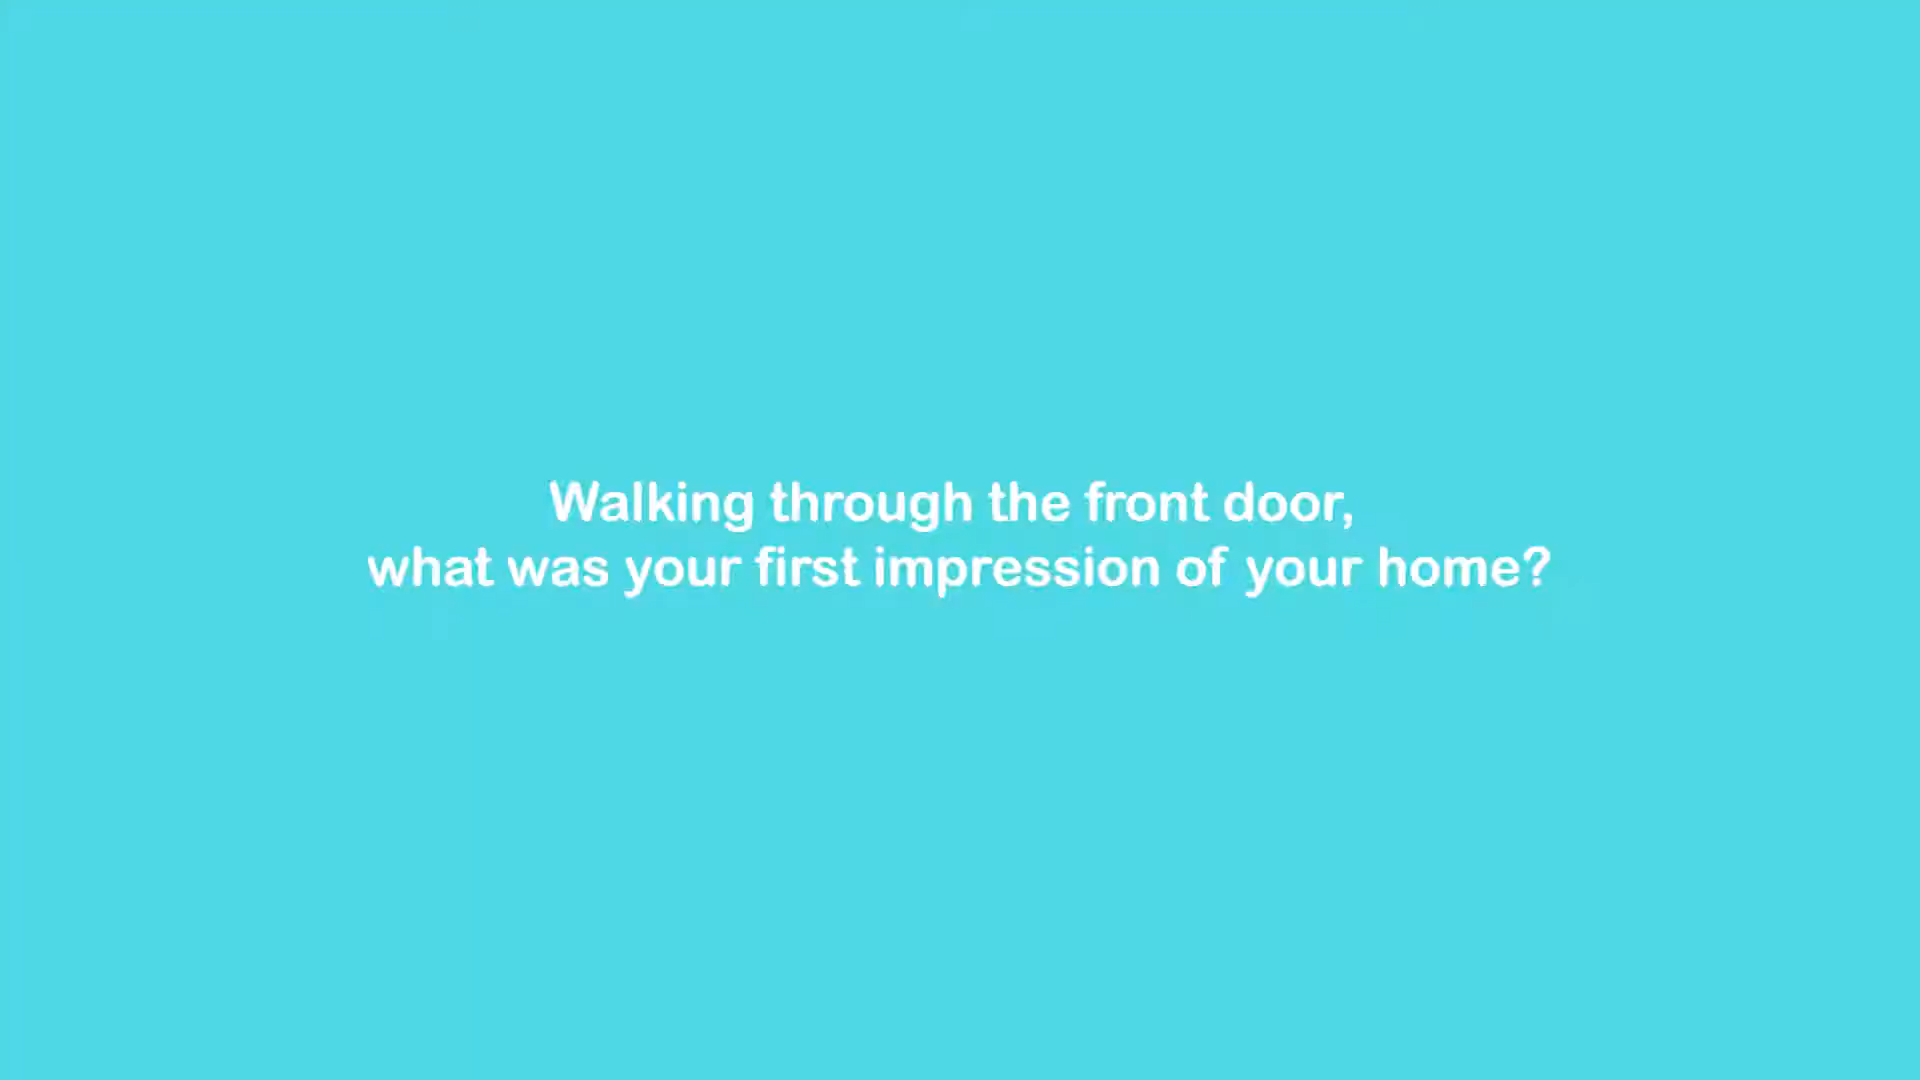 Walking through the front door,
what was your first impression of your home?